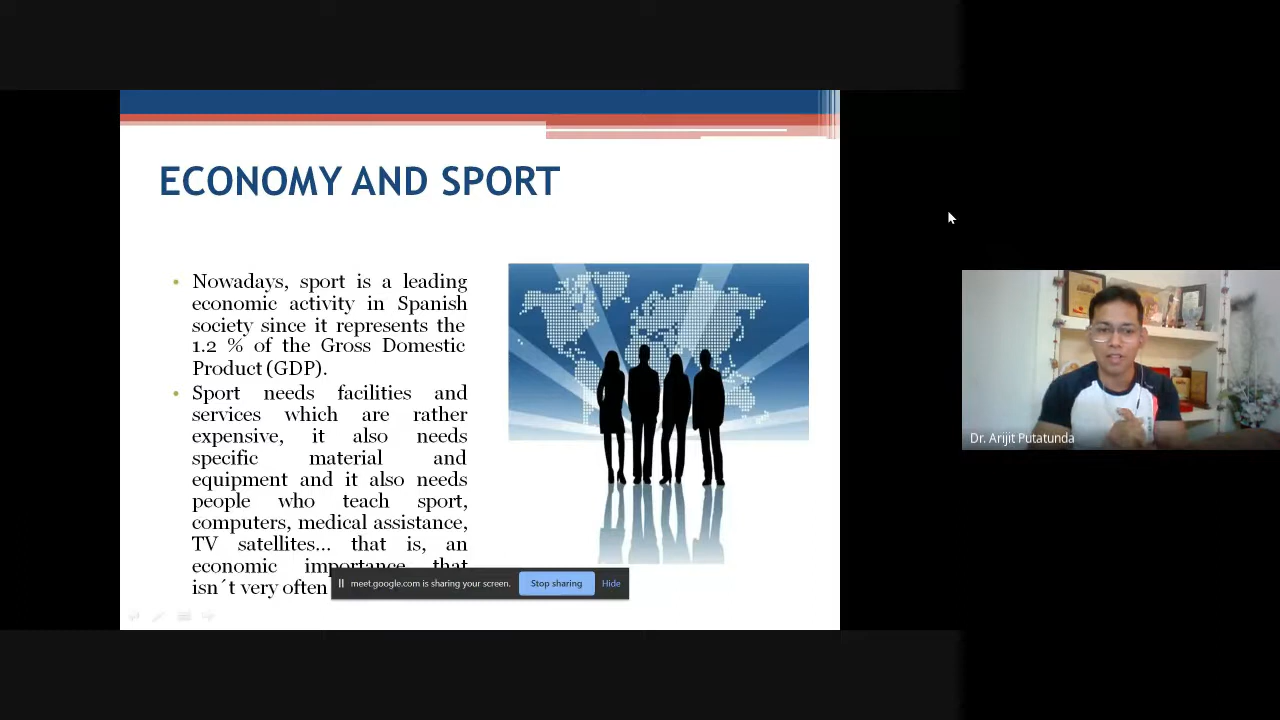 ECONOMY AND SPORT
• Nowadays, sport is a leading
economic activity in Spanish
society since it represents the
1.2 % of the Gross Domestic
Product (GDP).
• Sport needs facilities and
services which are rather
expensive, it also needs
specific material and
equipment and it also needs
people who teach sport,
computers, medical assistance,
TV satellites... that is, an
economic importance that
isn´t very often
meet.google.com is sharing your screen.
Stop sharing
Hide
Dr. Arijit Putatunda